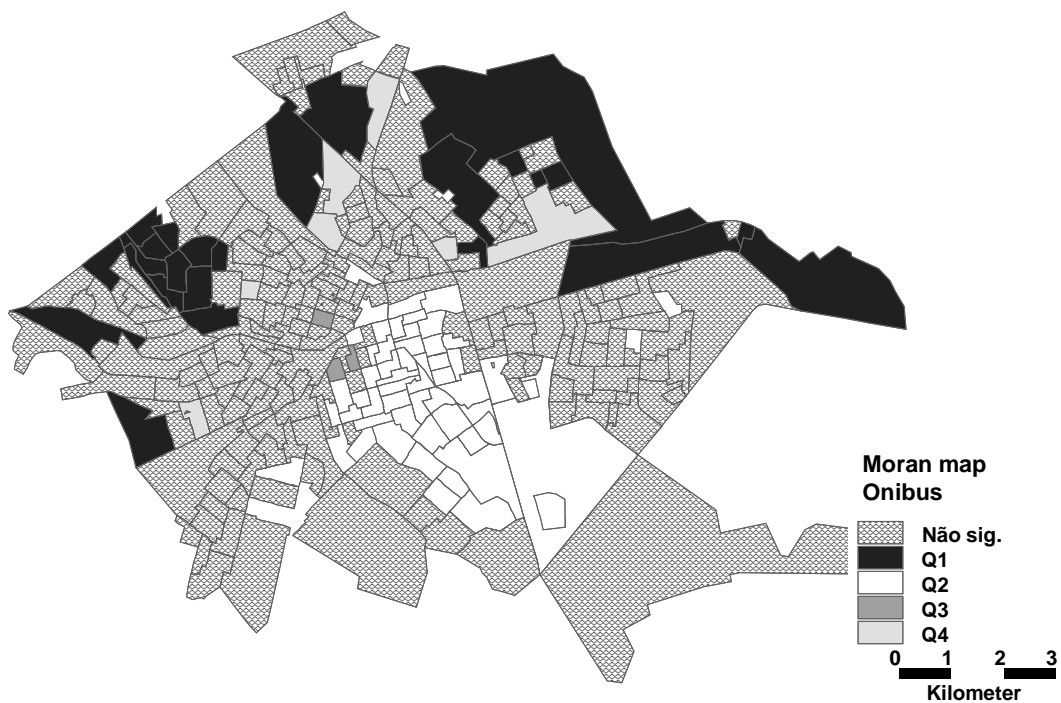 Moran map
Onibus
Não sig.
Q1
Q2
Q3
Q4
0 1 2 3
Kilometer